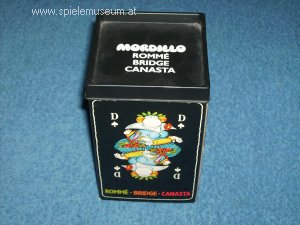 www.spielemuseum.at
MORDILLO
ROMMÉ
BRIDGE
CANASTA
D D
D D
ROMMÉ - BRIDGE - CANASTA